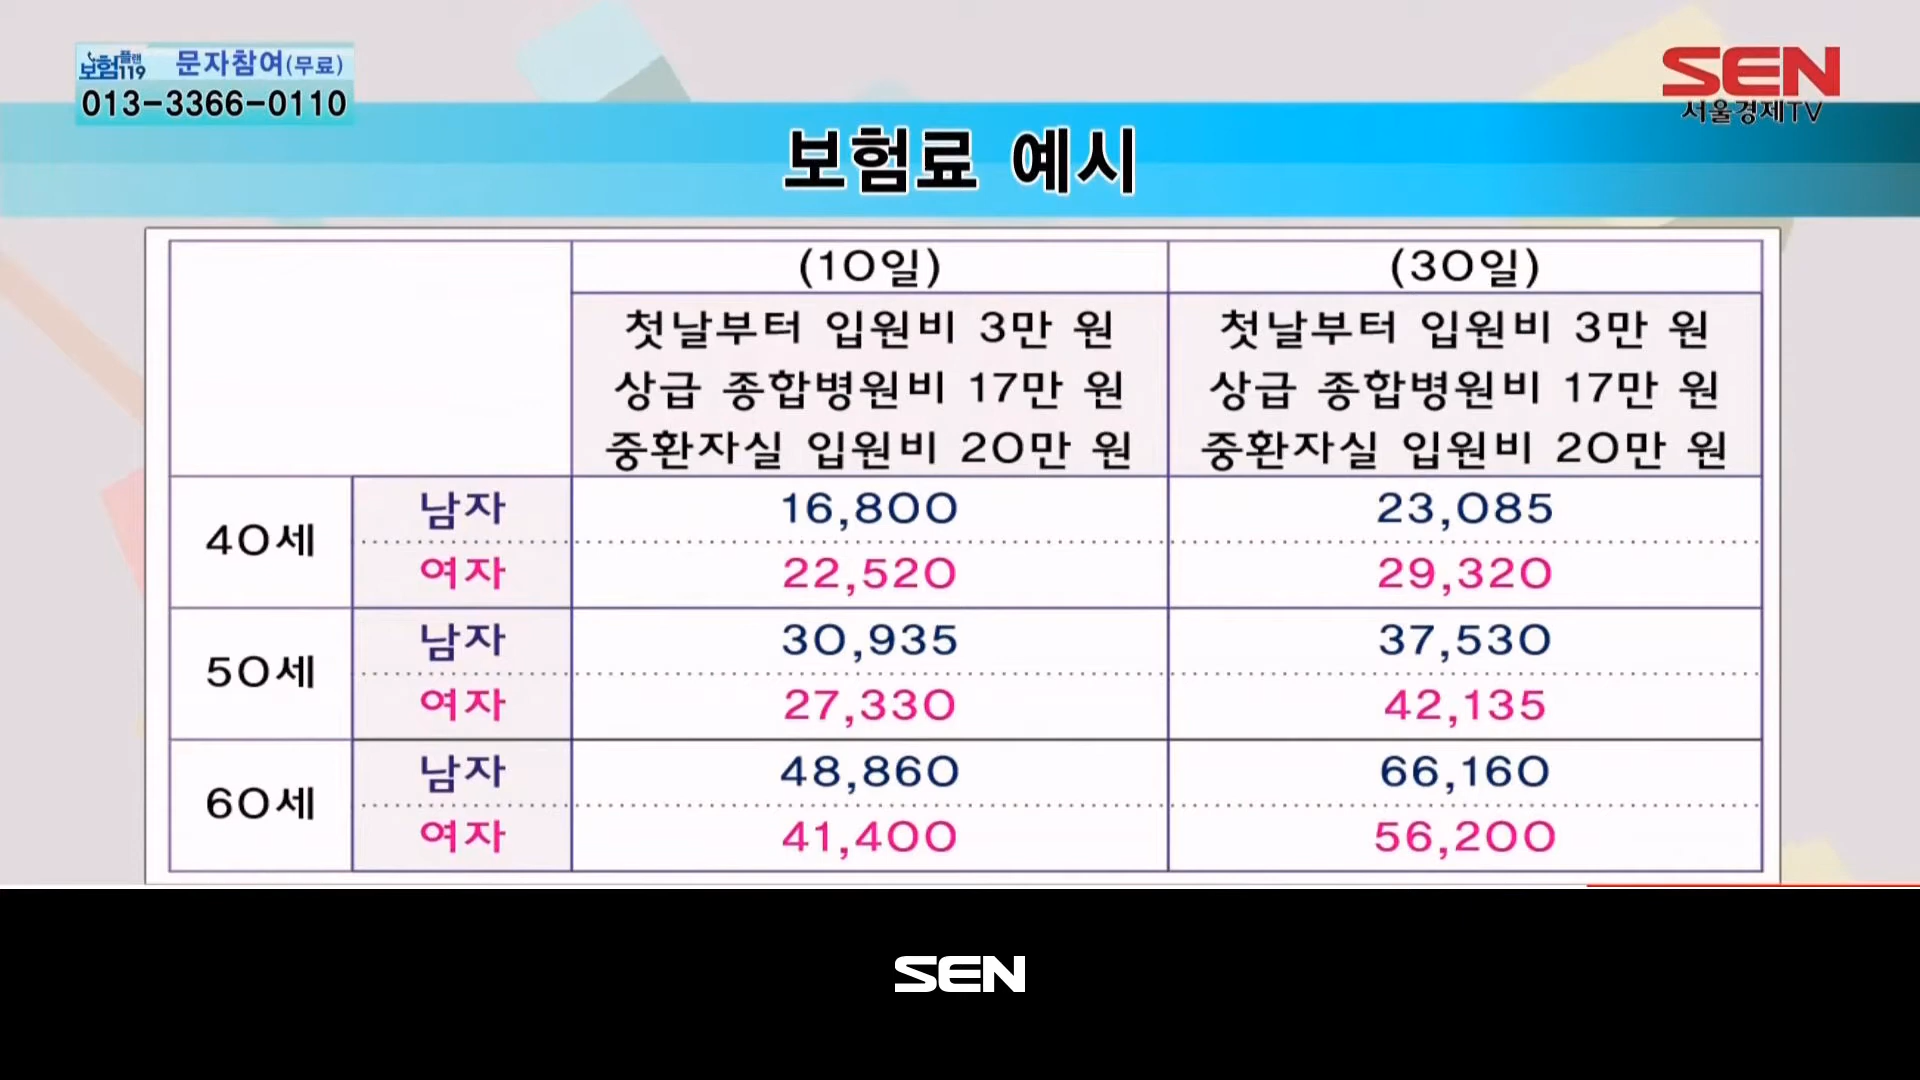 보험플랜119 문자참여(무료)
013-3366-0110
SEN
서울경제TV
보험료 예시
(10일) (30일)
첫날부터 입원비 3만 원 첫날부터 입원비 3만 원
상급 종합병원비 17만 원 상급 종합병원비 17만 원
중환자실 입원비 20만 원 중환자실 입원비 20만 원
40세 남자 16,800 23,085
여자 22,520 29,320
50세 남자 30,935 37,530
여자 27,330 42,135
60세 남자 48,860 66,160
여자 41,400 56,200
SEN